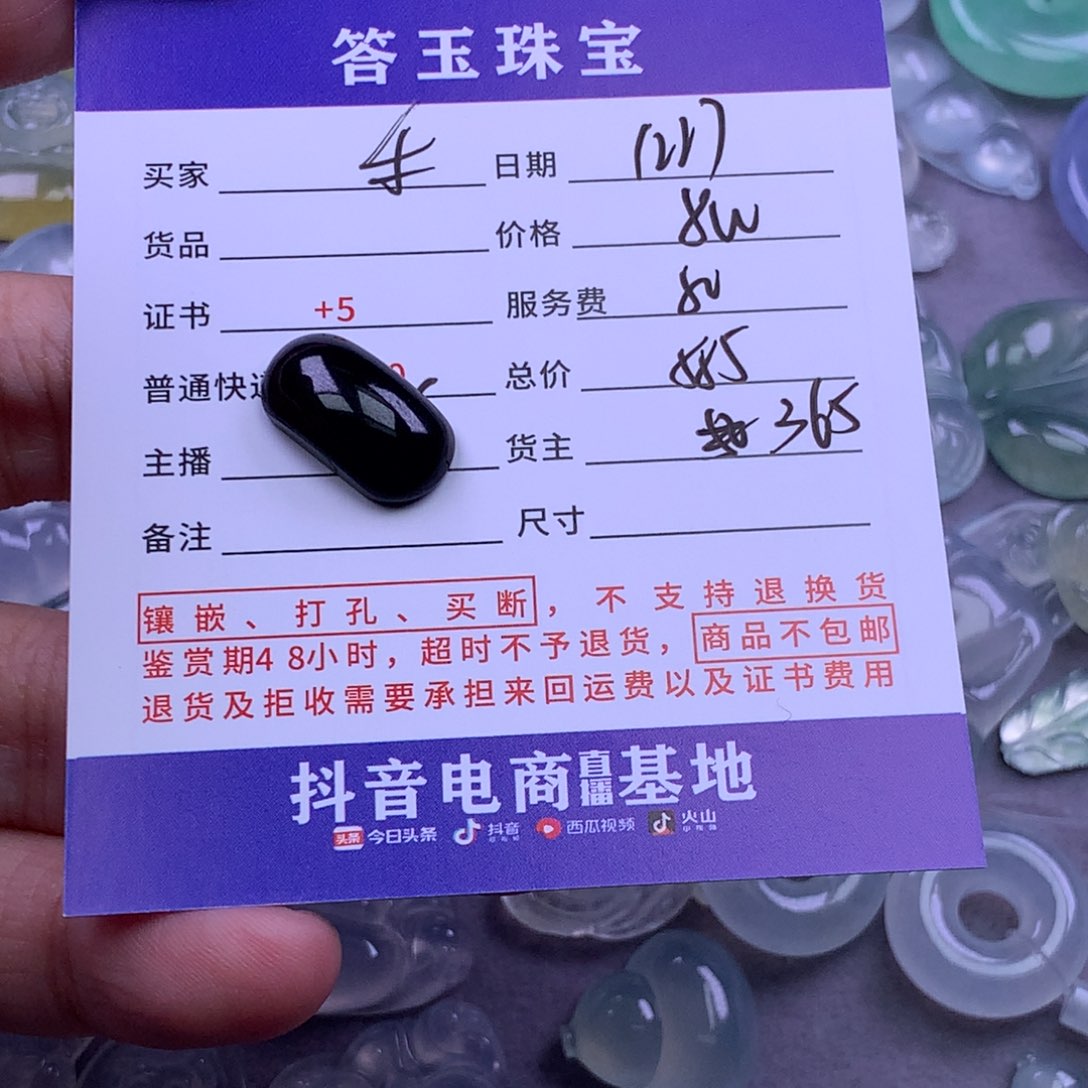 答玉珠宝
买家 日期
货品 价格
证书 +5 服务费
普通快 总价 885
主播 货主 365
备注 尺寸
镶嵌、打孔、买断，不支持退换货
鉴赏期48小时，超时不予退货，商品不包邮
退货及拒收需要承担来回运费以及证书费用
抖音电商直播基地
头条 今日头条 抖音 西瓜视频 火山